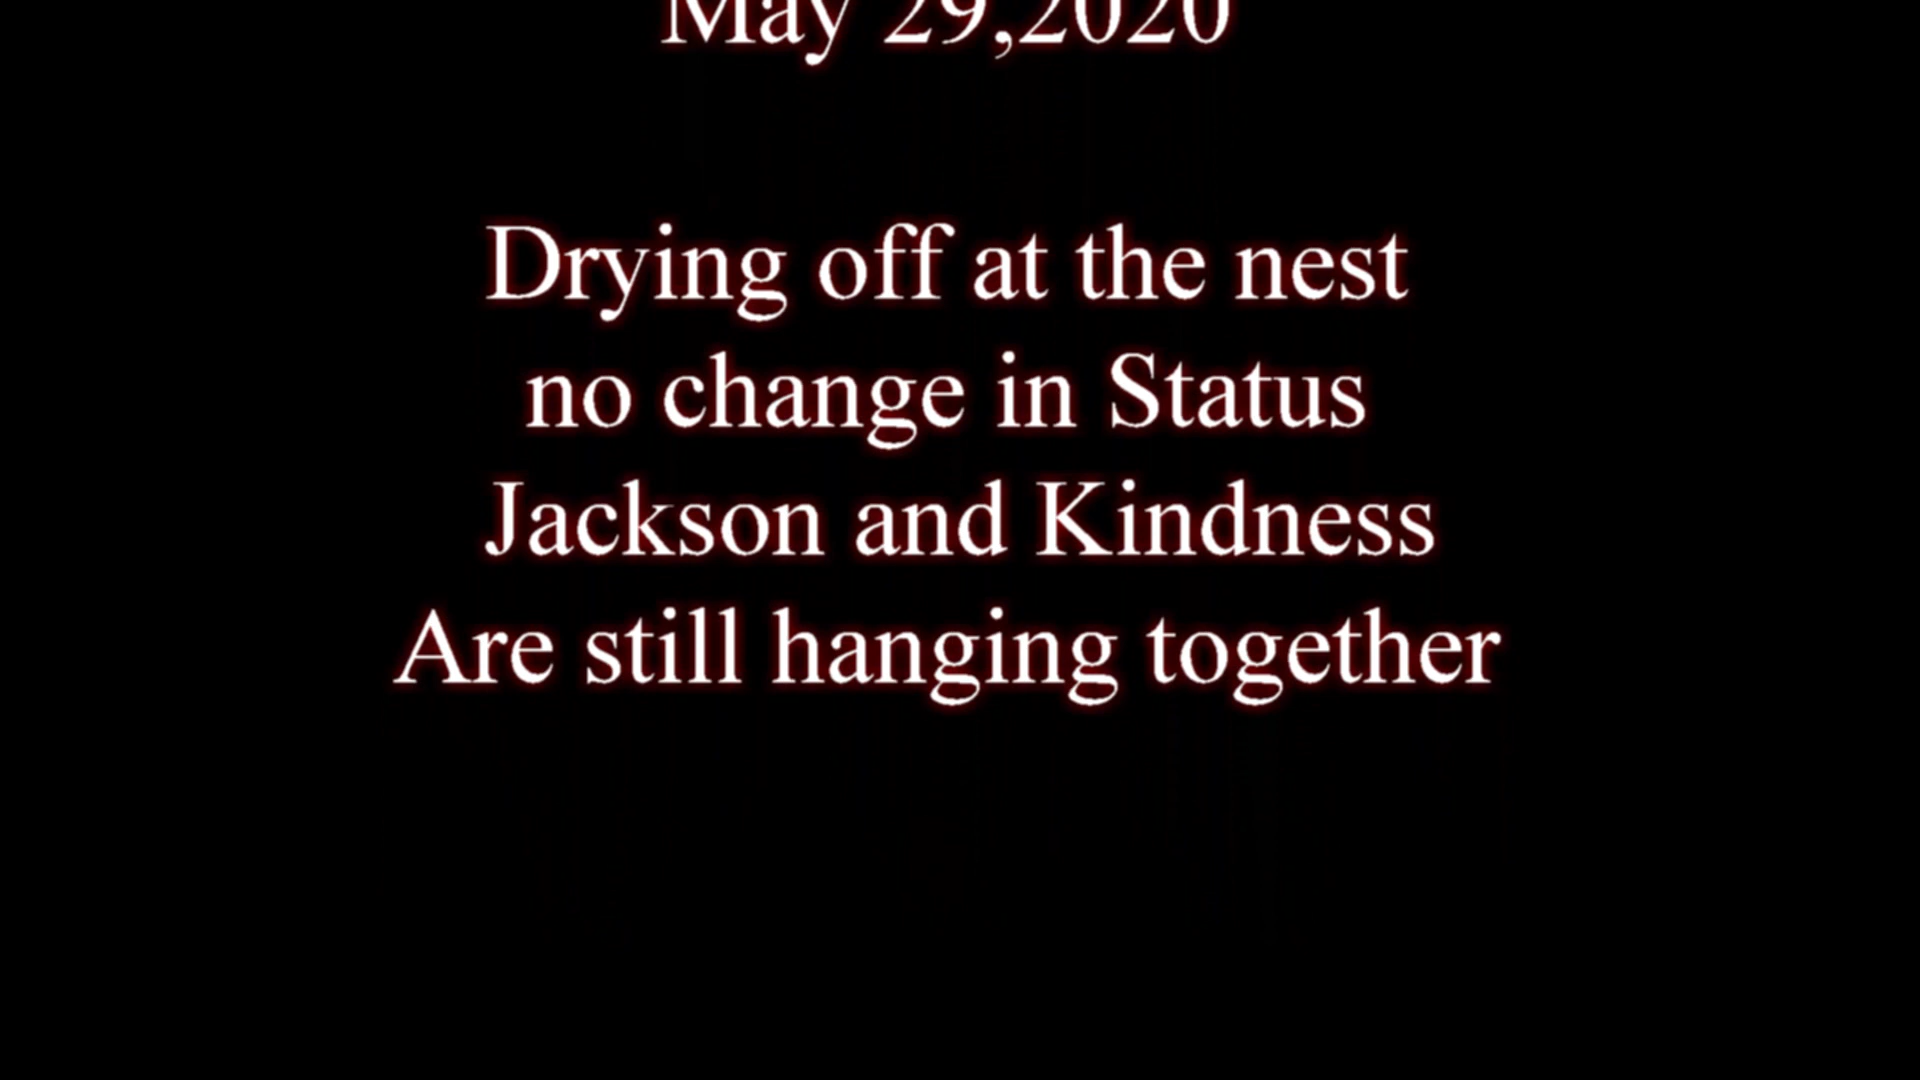 May 29,2020
Drying off at the nest
no change in Status
Jackson and Kindness
Are still hanging together